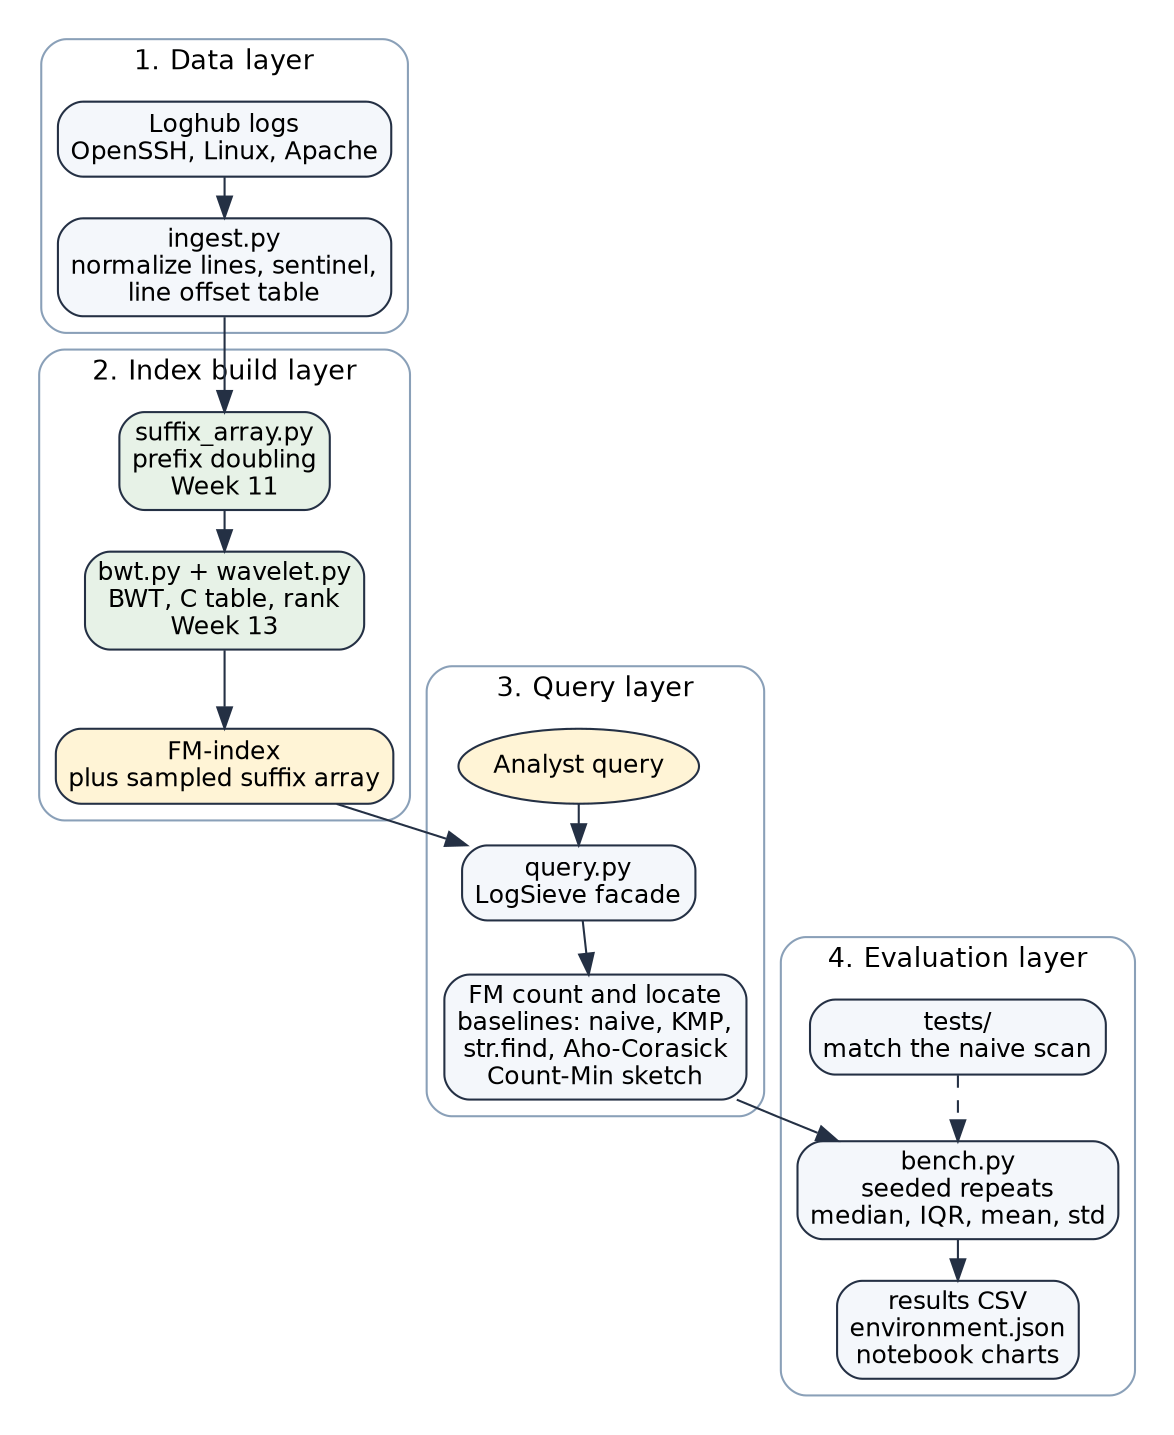 1. Data layer
Loghub logs
OpenSSH, Linux, Apache
ingest.py
normalize lines, sentinel,
line offset table
2. Index build layer
suffix_array.py
prefix doubling
Week 11
bwt.py + wavelet.py
BWT, C table, rank
Week 13
FM-index
plus sampled suffix array
3. Query layer
Analyst query
query.py
LogSieve facade
FM count and locate
baselines: naive, KMP,
str.find, Aho-Corasick
Count-Min sketch
4. Evaluation layer
tests/
match the naive scan
bench.py
seeded repeats
median, IQR, mean, std
results CSV
environment.json
notebook charts